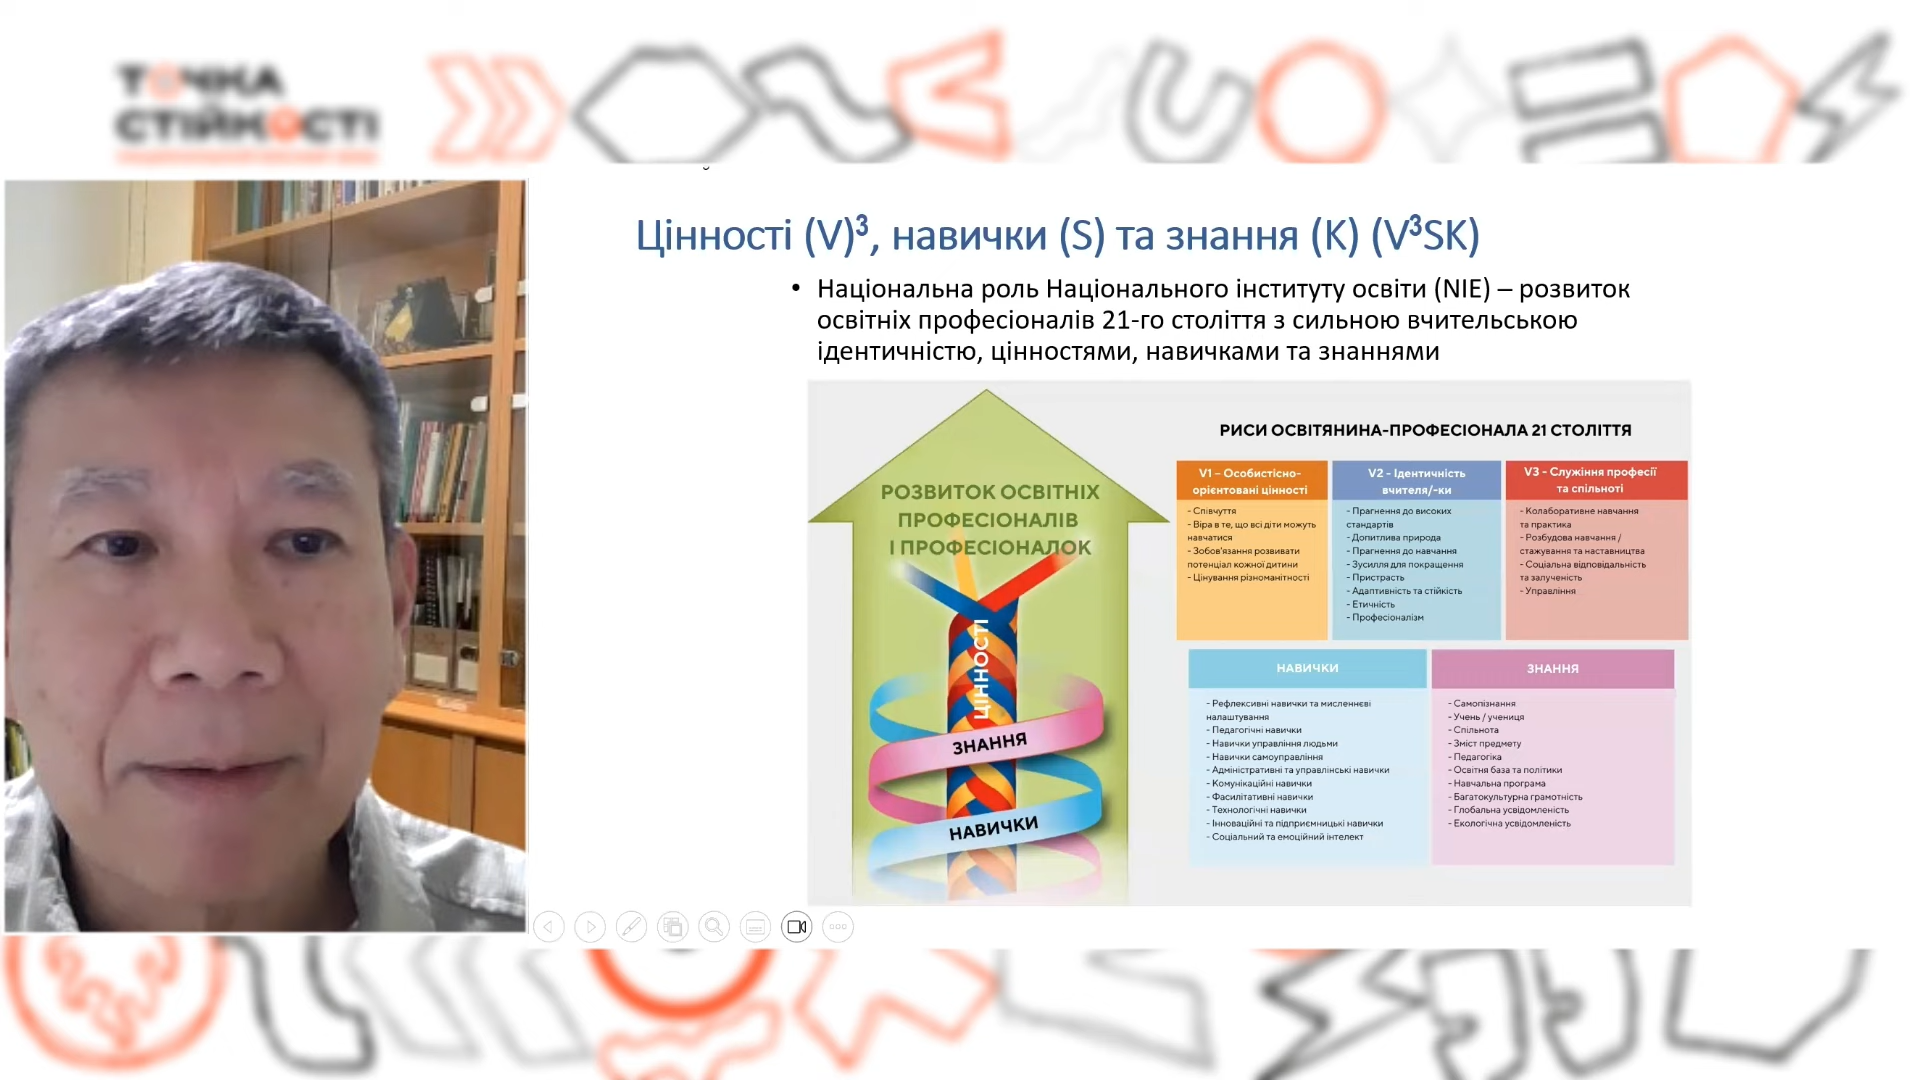 ТОЧКА
СТІЙКОСТІ
Цінності (V)³, навички (S) та знання (K) (V³SK)
• Національна роль Національного інституту освіти (NIE) – розвиток
освітніх професіоналів 21-го століття з сильною вчительською
ідентичністю, цінностями, навичками та знаннями
РОЗВИТОК ОСВІТНІХ
ПРОФЕСІОНАЛІВ
І ПРОФЕСІОНАЛОК
ЦІННОСТІ
ЗНАННЯ
НАВИЧКИ
РИСИ ОСВІТЯНИНА-ПРОФЕСІОНАЛА 21 СТОЛІТТЯ
V1 – Особистісно-
орієнтовані цінності
- Співчуття
- Віра в те, що всі діти можуть
навчатися
- Зобов'язання розвивати
потенціал кожної дитини
- Цінування різноманітності
V2 - Ідентичність
вчителя/-ки
- Прагнення до високих
стандартів
- Допитлива природа
- Прагнення до навчання
- Зусилля для покращення
- Пристрасть
- Адаптивність та стійкість
- Етичність
- Професіоналізм
V3 - Служіння професії
та спільноті
- Колаборативне навчання
та практика
- Розбудова навчання /
стажування та наставництва
- Соціальна відповідальність
та залученість
- Управління
НАВИЧКИ
- Рефлексивні навички та мисленнєві
налаштування
- Педагогічні навички
- Навички управління людьми
- Навички самоуправління
- Адміністративні та управлінські навички
- Комунікаційні навички
- Фасилітативні навички
- Технологічні навички
- Інноваційні та підприємницькі навички
- Соціальний та емоційний інтелект
ЗНАННЯ
- Самопізнання
- Учень / учениця
- Спільнота
- Зміст предмету
- Педагогіка
- Освітня база та політики
- Навчальна програма
- Багатокультурна грамотність
- Глобальна усвідомленість
- Екологічна усвідомленість